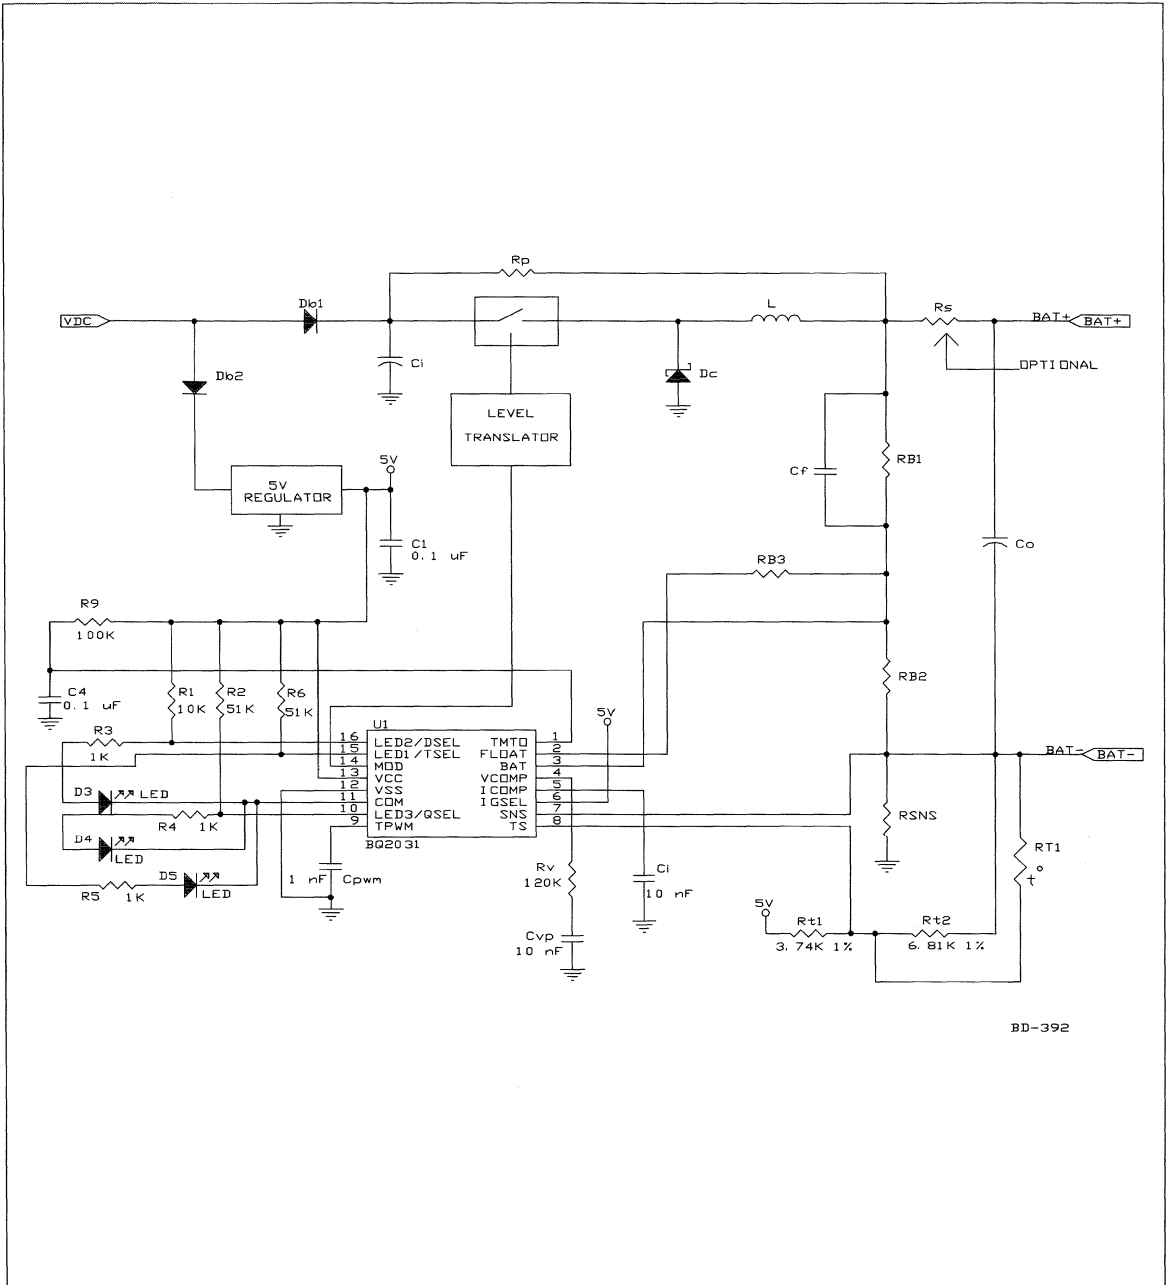 Rp
VDC
Db1
L
Rs
BAT+
BAT+
Ci
Db2
Dc
OPTIONAL
LEVEL
TRANSLATOR
5V
5V
REGULATOR
Cf
RB1
C1
0.1 uF
Co
RB3
R9
100K
C4
0.1 uF
R1
10K
R2
51K
R6
51K
RB2
R3
1K
U1
5V
16 LED2/DSEL TMTO 1
15 LED1/TSEL FLOAT 2
14 MOD BAT 3
13 VCC VCOMP 4
12 VSS ICOMP 5
11 COM IGSEL 6
10 LED3/QSEL SNS 7
9 TPWM TS 8
BQ2031
BAT-
BAT-
D3
LED
R4
1K
D4
LED
R5
1K
D5
LED
1 nF
Cpwm
Rv
120K
Ci
10 nF
RSNS
RT1
t°
Cvp
10 nF
5V
Rt1
3.74K 1%
Rt2
6.81K 1%
BD-392